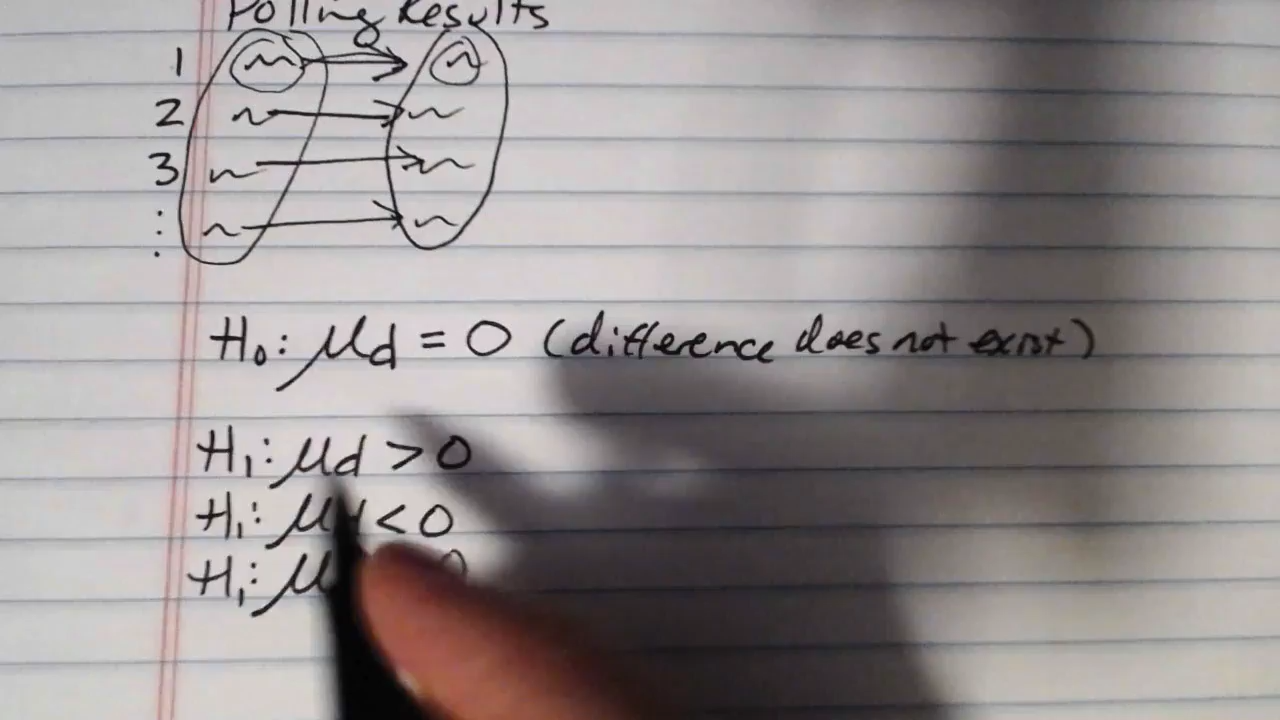 Polling Results
1
2
3
H₀: μd = 0 (difference does not exist)
H₁: μd > 0
H₁: μd < 0
H₁: μ 0